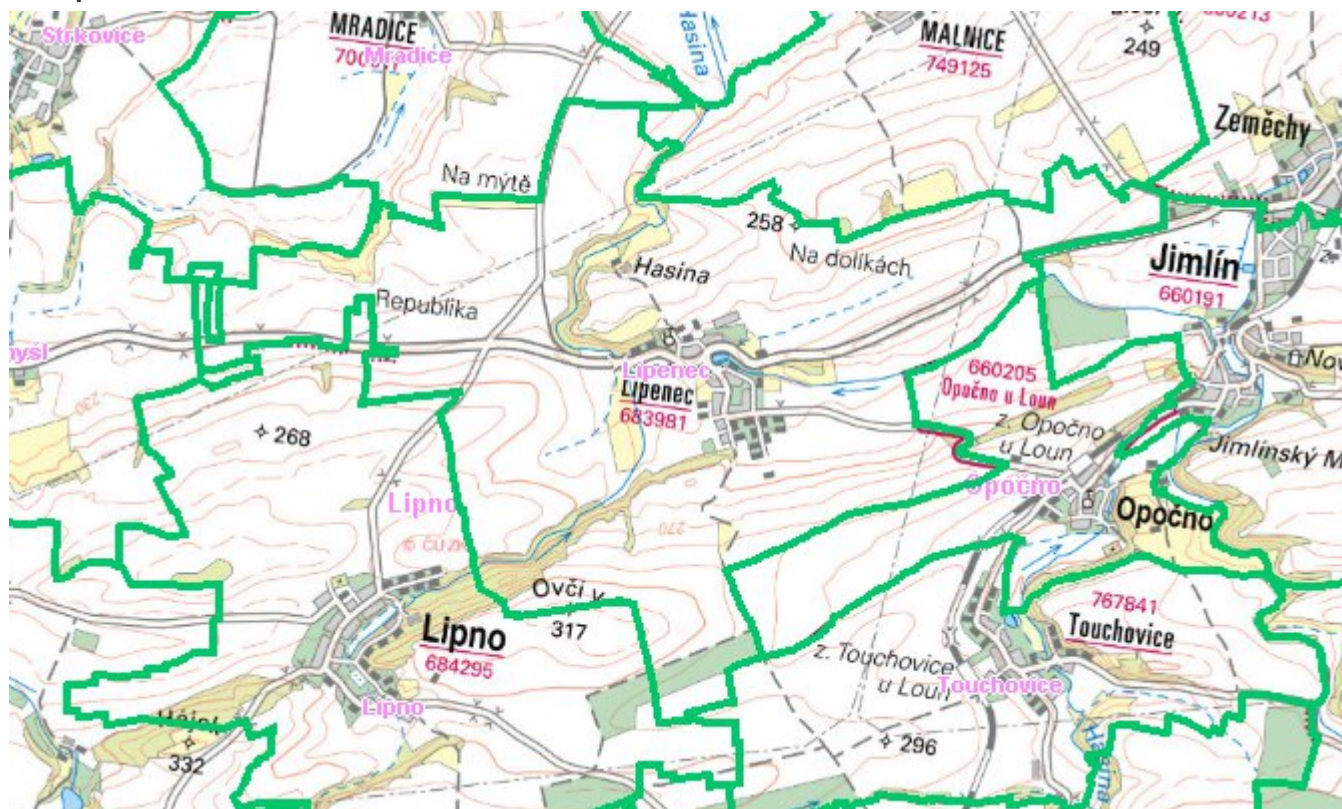 Strkovice
MRADICE
Mradice
Hasina
MALNICE
749125
249
Zeměchy
Na mýtě
258
Na dolíkách
Hasina
Jimlín
660191
Republika
Lipenec
Lipenec
683981
660205
Opočno u Loun
z. Opočno
u Loun
Jimlínský
230
268
Lipno
Opočno
Opočno
270
© ČÚZK
Ovčí v.
317
Lipno
684295
767841
Touchovice
z. Touchovice
u Loun
Touchovice
Lipno
296
332